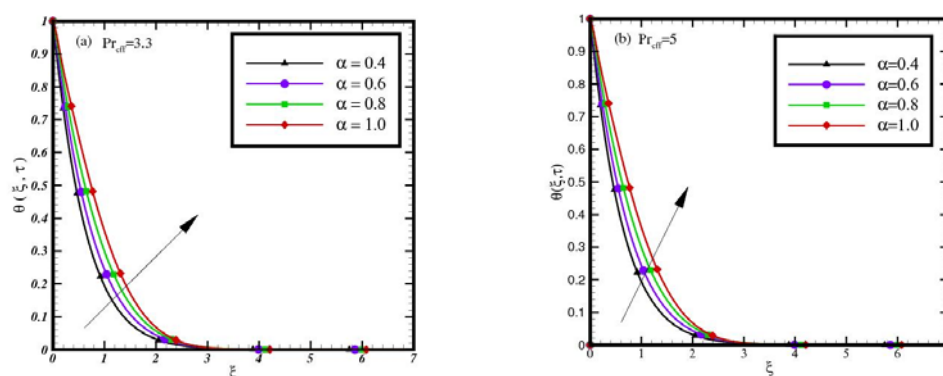 (a) Pr_eff=3.3
α = 0.4
α = 0.6
α = 0.8
α = 1.0
θ(ξ, τ)
1
0.9
0.8
0.7
0.6
0.5
0.4
0.3
0.2
0.1
0
0 1 2 3 4 5 6 7
ξ
(b) Pr_eff=5
α=0.4
α=0.6
α=0.8
α=1.0
θ(ξ,τ)
1
0.9
0.8
0.7
0.6
0.5
0.4
0.3
0.2
0.1
0
0 1 2 3 4 5 6
ξ